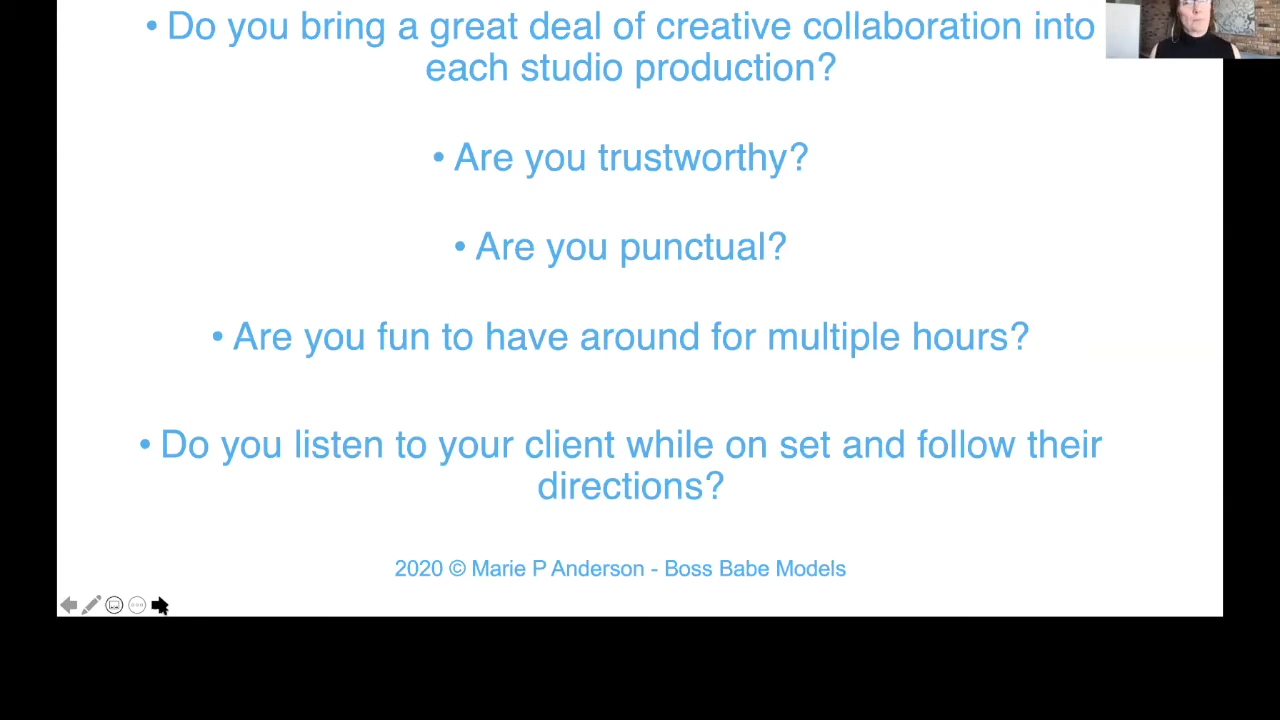 • Do you bring a great deal of creative collaboration into
each studio production?
• Are you trustworthy?
• Are you punctual?
• Are you fun to have around for multiple hours?
• Do you listen to your client while on set and follow their
directions?
2020 © Marie P Anderson - Boss Babe Models